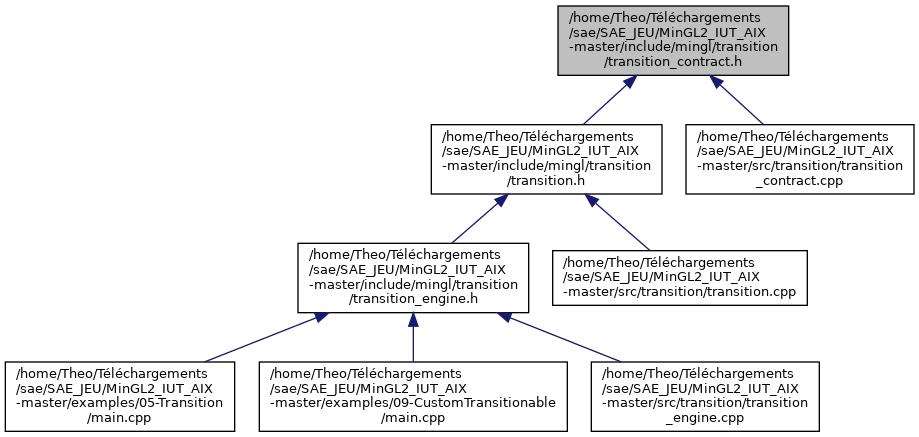 /home/Theo/Téléchargements
/sae/SAE_JEU/MinGL2_IUT_AIX
-master/include/mingl/transition
/transition_contract.h
/home/Theo/Téléchargements
/sae/SAE_JEU/MinGL2_IUT_AIX
-master/include/mingl/transition
/transition.h
/home/Theo/Téléchargements
/sae/SAE_JEU/MinGL2_IUT_AIX
-master/src/transition/transition
_contract.cpp
/home/Theo/Téléchargements
/sae/SAE_JEU/MinGL2_IUT_AIX
-master/include/mingl/transition
/transition_engine.h
/home/Theo/Téléchargements
/sae/SAE_JEU/MinGL2_IUT_AIX
-master/src/transition/transition.cpp
/home/Theo/Téléchargements
/sae/SAE_JEU/MinGL2_IUT_AIX
-master/examples/05-Transition
/main.cpp
/home/Theo/Téléchargements
/sae/SAE_JEU/MinGL2_IUT_AIX
-master/examples/09-CustomTransitionable
/main.cpp
/home/Theo/Téléchargements
/sae/SAE_JEU/MinGL2_IUT_AIX
-master/src/transition/transition
_engine.cpp